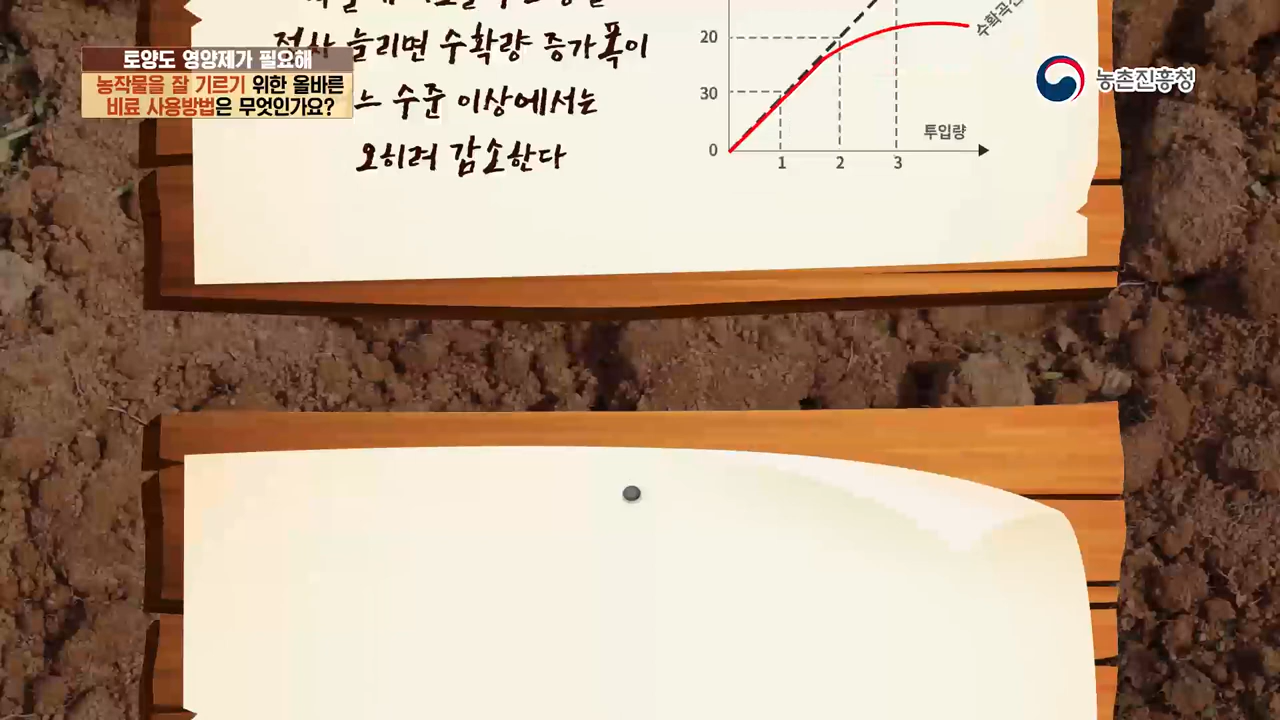 토양도 영양제가 필요해
농작물을 잘 기르기 위한 올바른
비료 사용방법은 무엇인가요?
늘리면 수확량 증가폭이
느 수준 이상에서는
오히려 감소한다
20
30
0
1
2
3
투입량
농촌진흥청